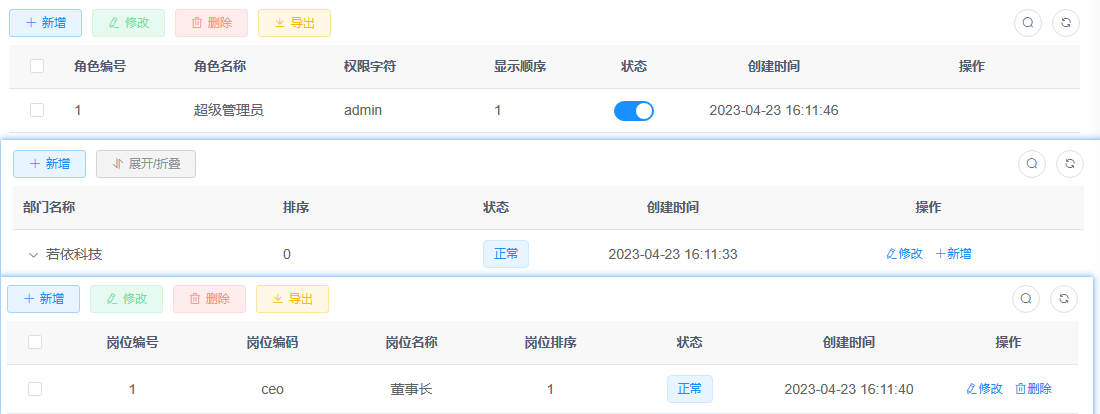 新增 修改 删除 导出
角色编号 角色名称 权限字符 显示顺序 状态 创建时间 操作
1 超级管理员 admin 1 2023-04-23 16:11:46
新增 展开/折叠
部门名称 排序 状态 创建时间 操作
若依科技 0 正常 2023-04-23 16:11:33 修改 新增
新增 修改 删除 导出
岗位编号 岗位编码 岗位名称 岗位排序 状态 创建时间 操作
1 ceo 董事长 1 正常 2023-04-23 16:11:40 修改 删除